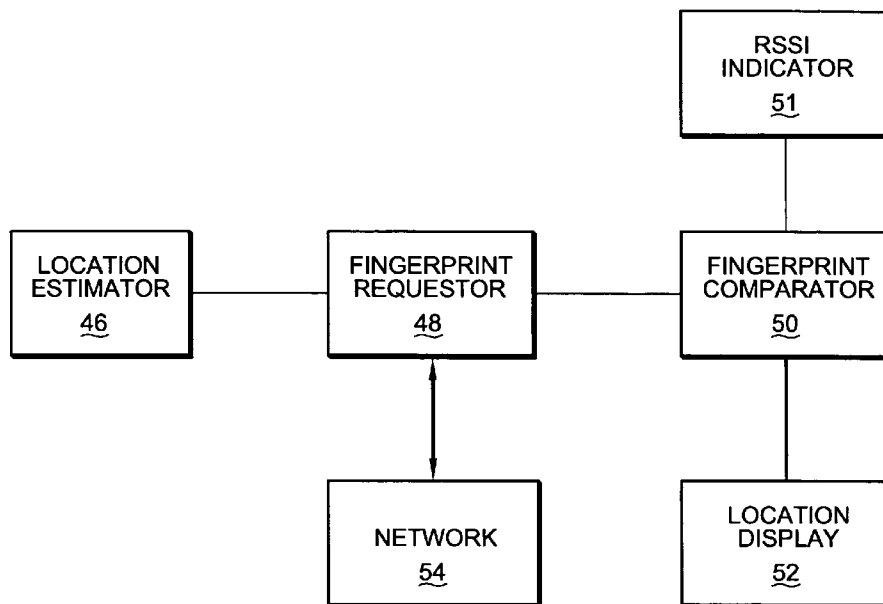 RSSI
INDICATOR
51
LOCATION
ESTIMATOR
46
FINGERPRINT
REQUESTOR
48
FINGERPRINT
COMPARATOR
50
NETWORK
54
LOCATION
DISPLAY
52